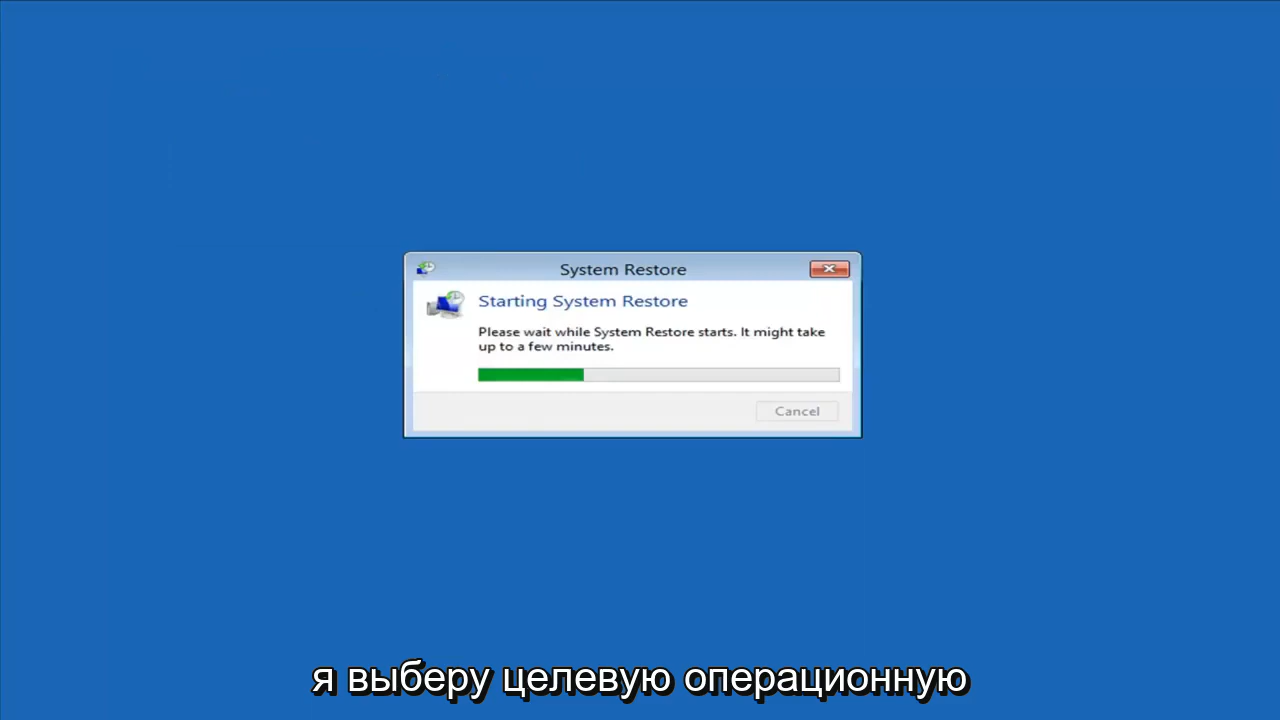 System Restore
Starting System Restore
Please wait while System Restore starts. It might take
up to a few minutes.
Cancel
я выберу целевую операционную